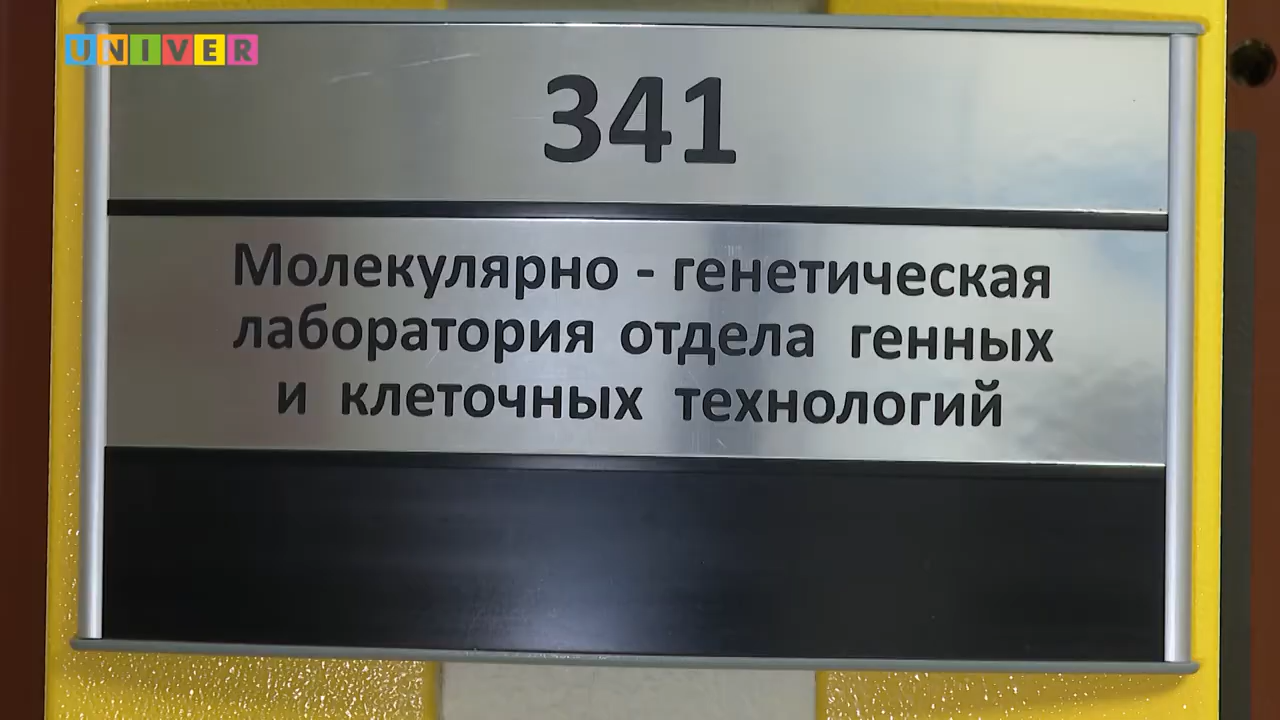 UNIVER
341
Молекулярно - генетическая
лаборатория отдела генных
и клеточных технологий